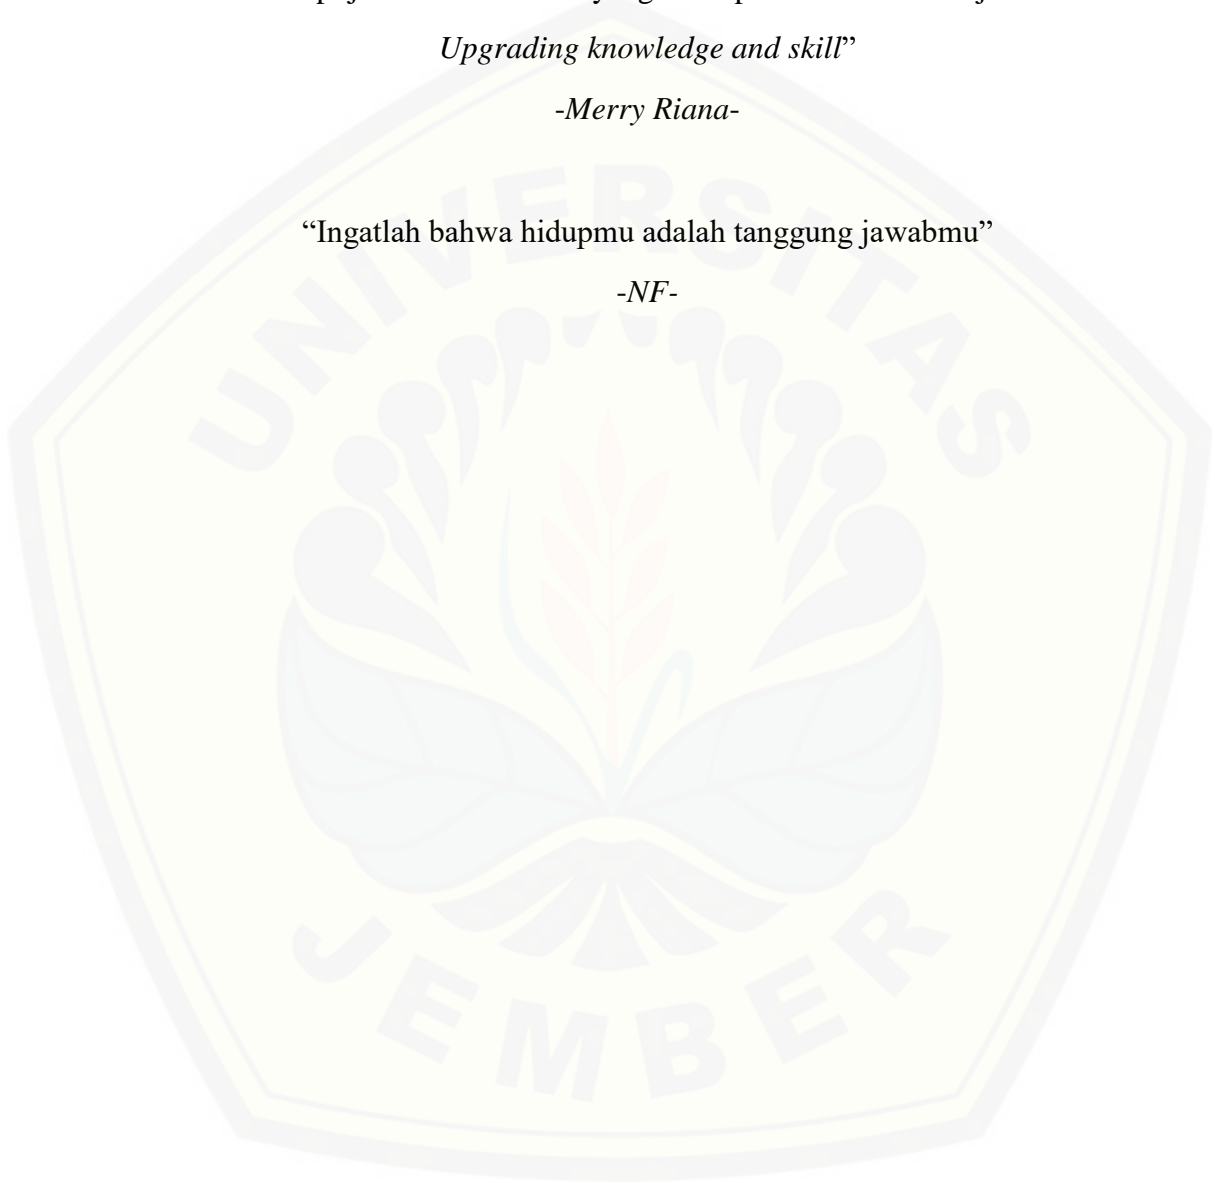 Upgrading knowledge and skill”
-Merry Riana-
“Ingatlah bahwa hidupmu adalah tanggung jawabmu”
-NF-
UNIVERSITAS
JEMBER